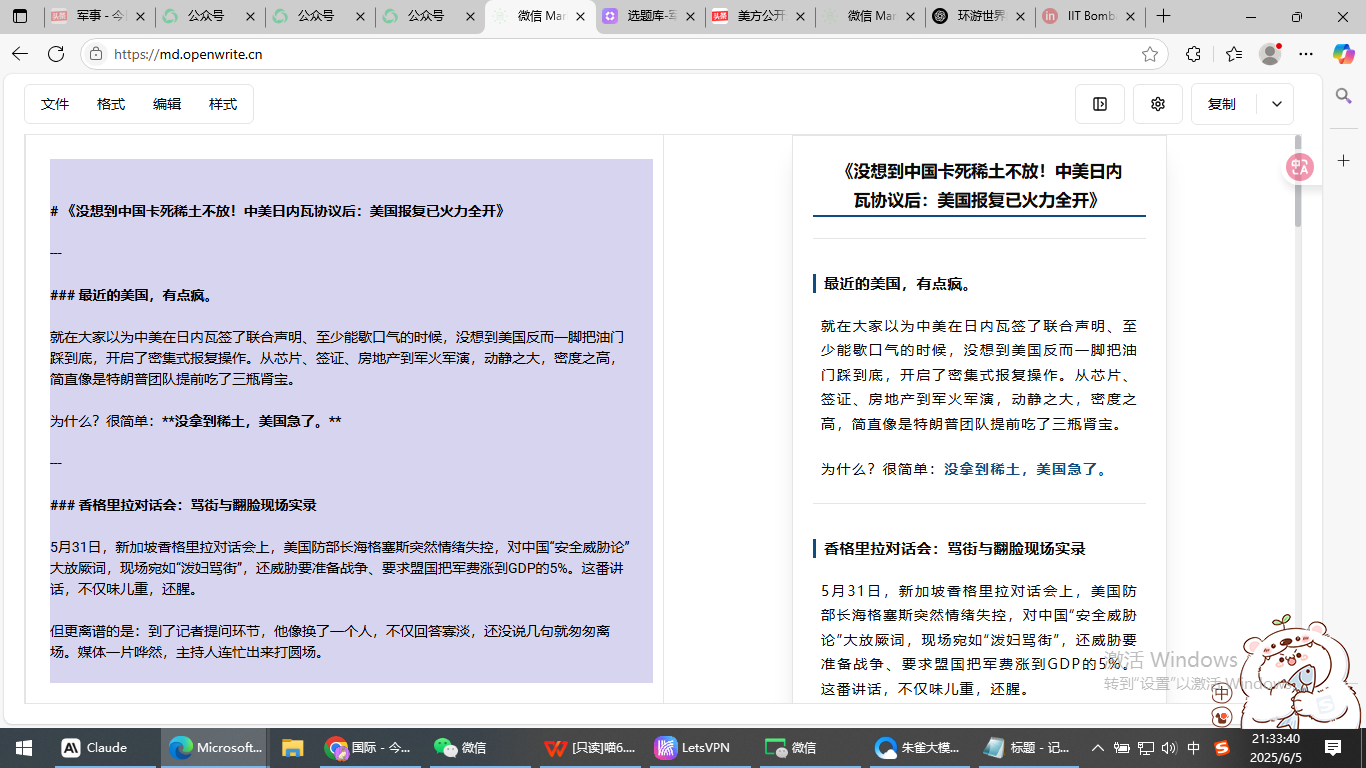 军事 - 今日
公众号
公众号
公众号
微信 Mar
选题库-军
美方公开
微信 Mar
环游世界
IIT Bomb
https://md.openwrite.cn
文件 格式 编辑 样式
复制
# 《没想到中国卡死稀土不放！中美日内瓦协议后：美国报复已火力全开》
---
### 最近的美国，有点疯。
就在大家以为中美在日内瓦签了联合声明、至少能歇口气的时候，没想到美国反而一脚把油门
踩到底，开启了密集式报复操作。从芯片、签证、房地产到军火军演，动静之大，密度之高，
简直像是特朗普团队提前吃了三瓶肾宝。
为什么？很简单：**没拿到稀土，美国急了。**
---
### 香格里拉对话会：骂街与翻脸现场实录
5月31日，新加坡香格里拉对话会上，美国防部长海格塞斯突然情绪失控，对中国“安全威胁论”
大放厥词，现场宛如“泼妇骂街”，还威胁要准备战争、要求盟国把军费涨到GDP的5%。这番讲
话，不仅味儿重，还腥。
但更离谱的是：到了记者提问环节，他像换了一个人，不仅回答寡淡，还没说几句就匆匆离
场。媒体一片哗然，主持人连忙出来打圆场。
《没想到中国卡死稀土不放！中美日内
瓦协议后：美国报复已火力全开》
最近的美国，有点疯。
就在大家以为中美在日内瓦签了联合声明、至
少能歇口气的时候，没想到美国反而一脚把油
门踩到底，开启了密集式报复操作。从芯片、
签证、房地产到军火军演，动静之大，密度之
高，简直像是特朗普团队提前吃了三瓶肾宝。
为什么？很简单：没拿到稀土，美国急了。
香格里拉对话会：骂街与翻脸现场实录
5月31日，新加坡香格里拉对话会上，美国防
部长海格塞斯突然情绪失控，对中国“安全威胁
论”大放厥词，现场宛如“泼妇骂街”，还威胁要
准备战争、要求盟国把军费涨到GDP的5%。
这番讲话，不仅味儿重，还腥。
激活 Windows
转到“设置”以激活 Windows
中
Claude
Microsoft...
国际 - 今...
微信
[只读]喵6....
LetsVPN
微信
朱雀大模...
标题 - 记...
中
21:33:40
2025/6/5